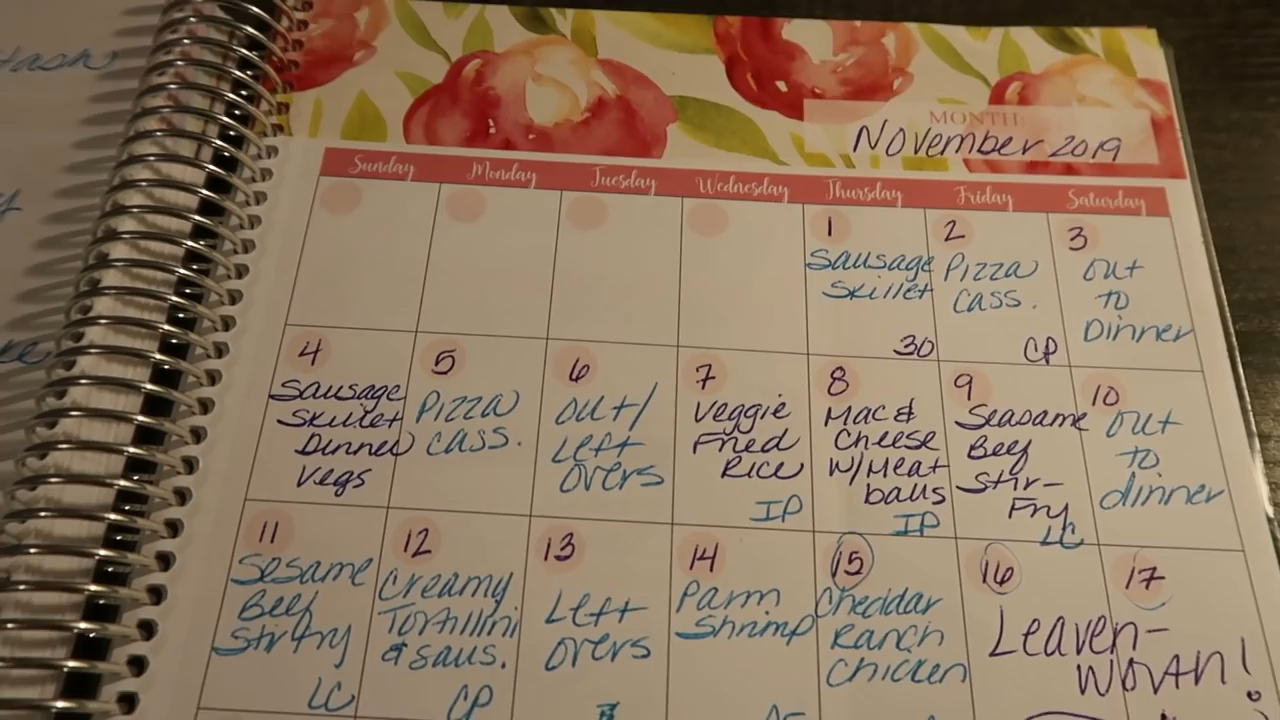 MONTH:
November 2019
Sunday Monday Tuesday Wednesday Thursday Friday Saturday
1 2 3
Sausage Skillet 30
Pizza Cass. CP
Out to Dinner
4 5 6 7 8 9 10
Sausage Skillet Dinner Vegs
Pizza Cass.
Out/ Left overs
Veggie Fried Rice IP
Mac & Cheese W/Meat balls IP
Seasame Beef Stir-Fry LC
Out to dinner
11 12 13 14 15 16 17
Sesame Beef Stirfry LC
Creamy Tortillini & Saus. CP
Left overs
Parm Shrimp
Cheddar Ranch Chicken
Leaven-